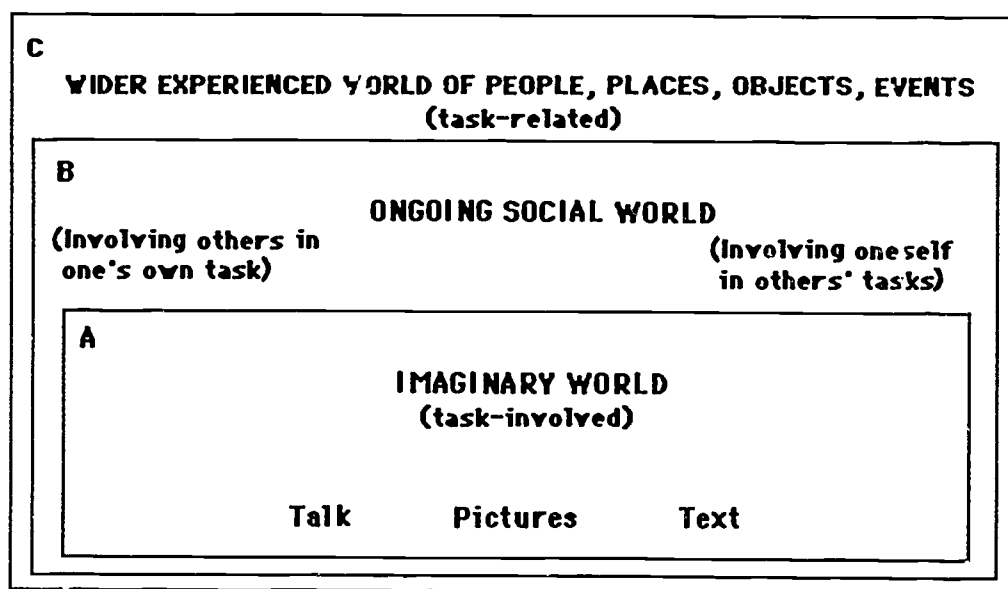 C
WIDER EXPERIENCED WORLD OF PEOPLE, PLACES, OBJECTS, EVENTS
(task-related)
B
ONGOING SOCIAL WORLD
(Involving others in
one's own task)
(Involving oneself
in others' tasks)
A
IMAGINARY WORLD
(task-involved)
Talk Pictures Text